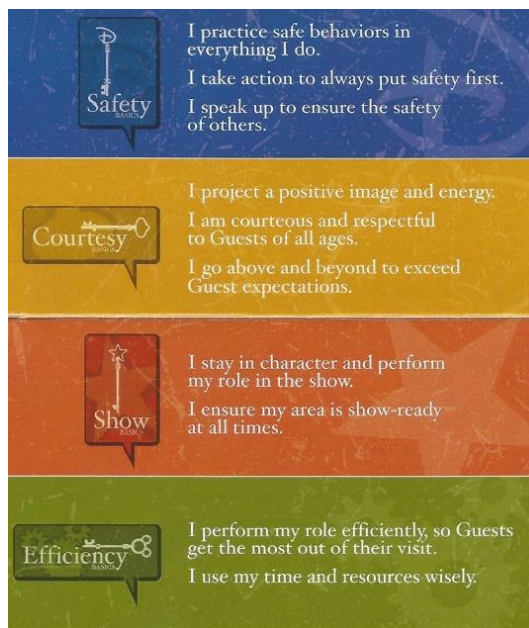 Safety
BASICS
I practice safe behaviors in
everything I do.
I take action to always put safety first.
I speak up to ensure the safety
of others.
Courtesy
BASICS
I project a positive image and energy.
I am courteous and respectful
to Guests of all ages.
I go above and beyond to exceed
Guest expectations.
Show
BASICS
I stay in character and perform
my role in the show.
I ensure my area is show-ready
at all times.
Efficiency
BASICS
I perform my role efficiently, so Guests
get the most out of their visit.
I use my time and resources wisely.